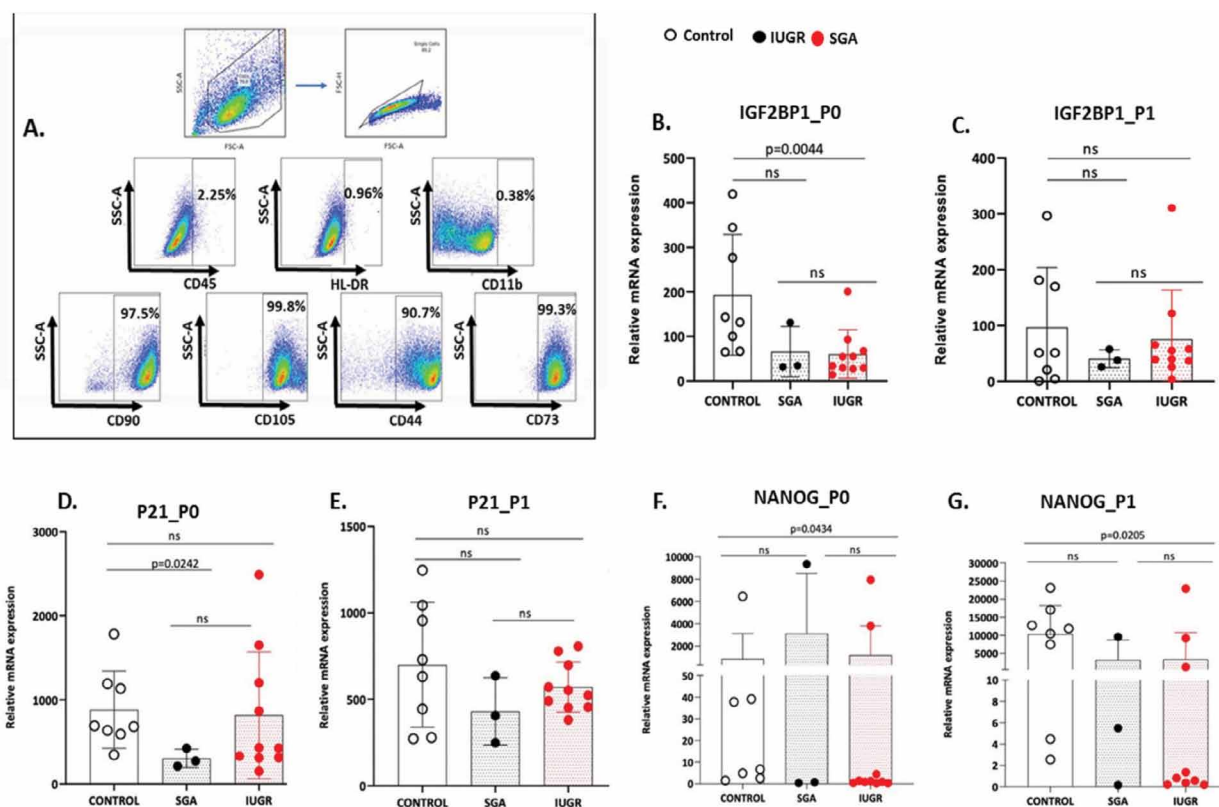 Control IUGR SGA
A.
SSC-A
FSC-A
Single Cells
FSC-H
FSC-A
SSC-A 2.25% CD45
SSC-A 0.96% HL-DR
SSC-A 0.38% CD11b
SSC-A 97.5% CD90
SSC-A 99.8% CD105
SSC-A 90.7% CD44
SSC-A 99.3% CD73
B. IGF2BP1_P0
p=0.0044
ns
ns
Relative mRNA expression
500
400
300
200
100
0
CONTROL SGA IUGR
C. IGF2BP1_P1
ns
ns
ns
Relative mRNA expression
400
300
200
100
0
CONTROL SGA IUGR
D. P21_P0
ns
p=0.0242
ns
Relative mRNA expression
3000
2000
1000
0
CONTROL SGA IUGR
E. P21_P1
ns
ns
ns
Relative mRNA expression
1500
1000
500
0
CONTROL SGA IUGR
F. NANOG_P0
p=0.0434
ns ns
Relative mRNA expression
10000
8000
6000
4000
2000
50
40
30
20
10
0
CONTROL SGA IUGR
G. NANOG_P1
p=0.0205
ns ns
Relative mRNA expression
30000
25000
20000
15000
10000
5000
10
8
6
4
2
0
CONTROL SGA IUGR